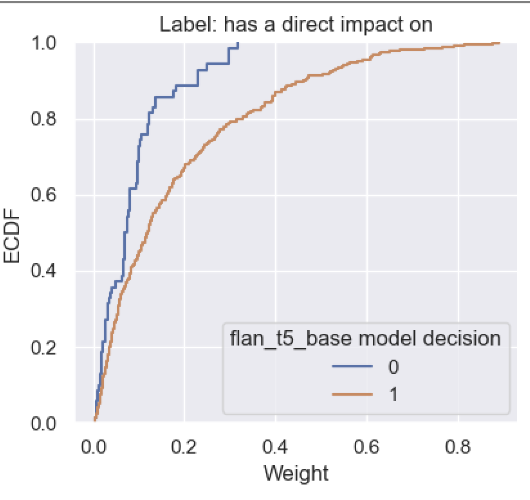 Label: has a direct impact on
1.0
0.8
0.6
0.4
0.2
0.0
ECDF
flan_t5_base model decision
0
1
0.0 0.2 0.4 0.6 0.8
Weight